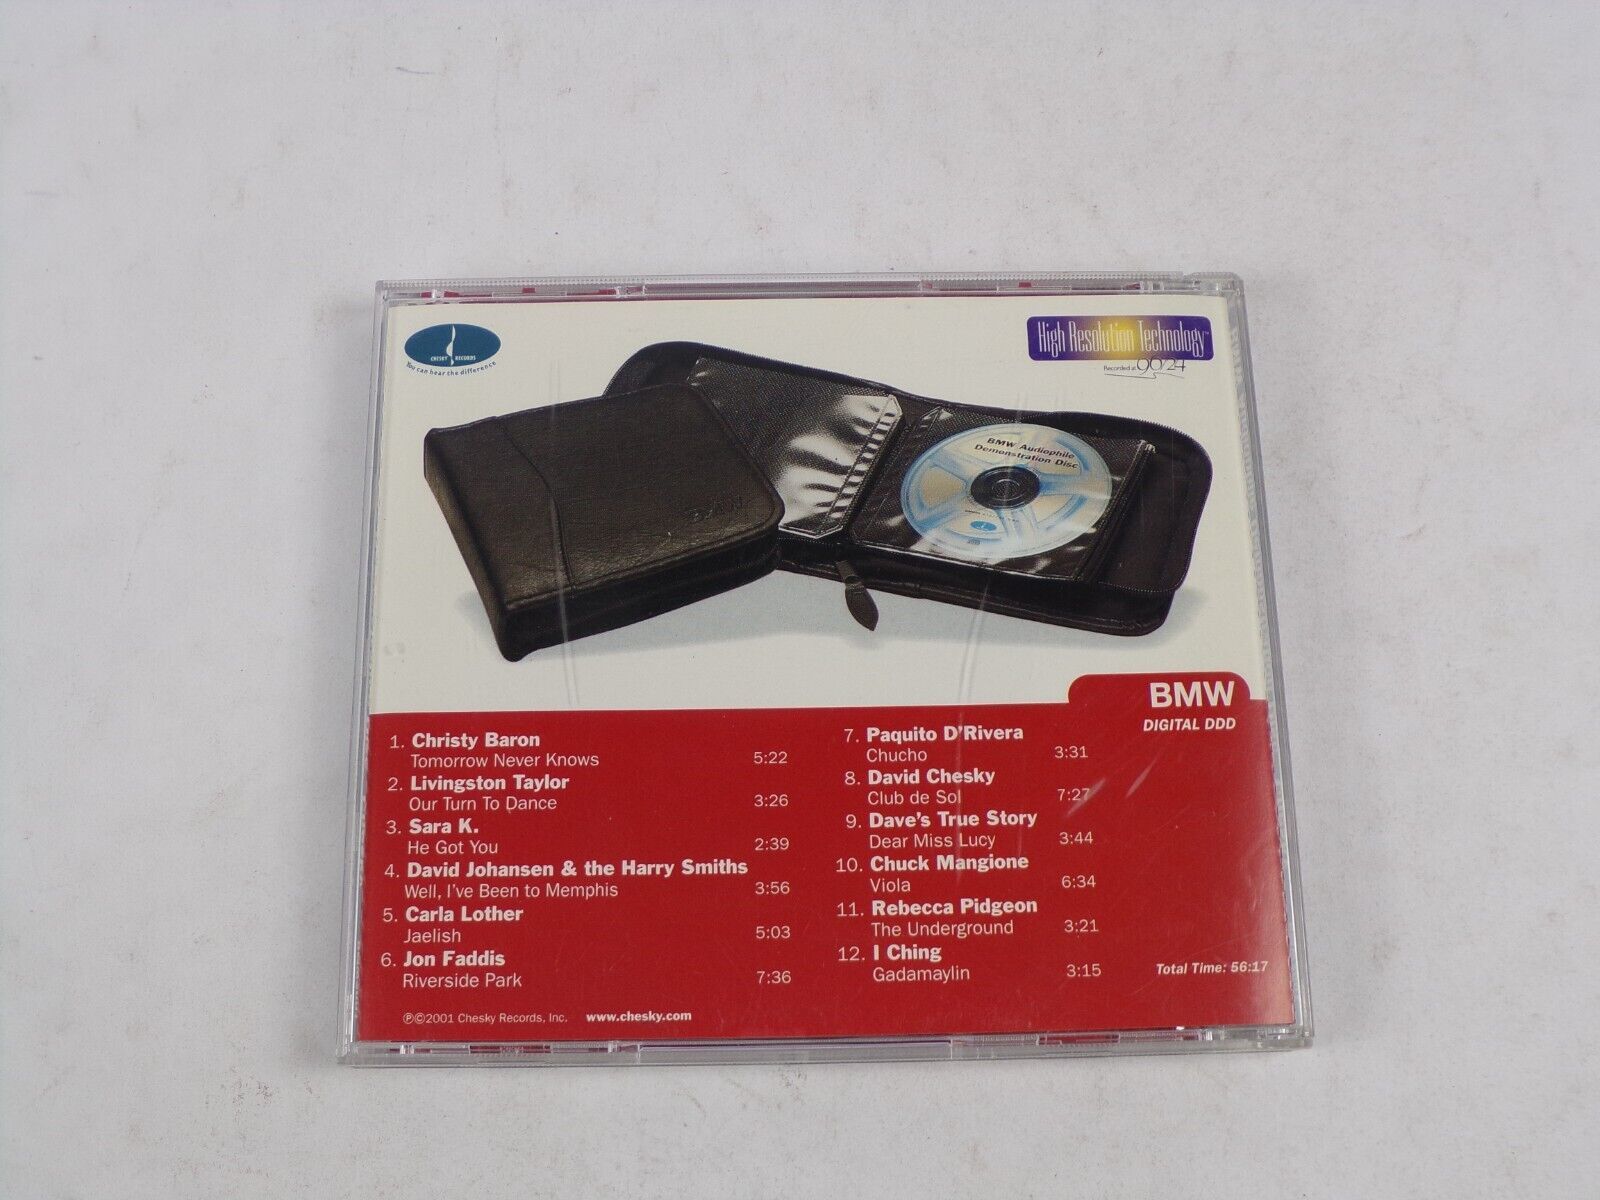 CHESKY RECORDS
You can hear the difference
High Resolution Technology™
Recorded at 96/24
BMW Audiophile
Demonstration Disc
BMW
BMW
DIGITAL DDD
1. Christy Baron
Tomorrow Never Knows 5:22
2. Livingston Taylor
Our Turn To Dance 3:26
3. Sara K.
He Got You 2:39
4. David Johansen & the Harry Smiths
Well, I've Been to Memphis 3:56
5. Carla Lother
Jaelish 5:03
6. Jon Faddis
Riverside Park 7:36
7. Paquito D'Rivera
Chucho 3:31
8. David Chesky
Club de Sol 7:27
9. Dave's True Story
Dear Miss Lucy 3:44
10. Chuck Mangione
Viola 6:34
11. Rebecca Pidgeon
The Underground 3:21
12. I Ching
Gadamaylin 3:15
Total Time: 56:17
℗©2001 Chesky Records, Inc. www.chesky.com